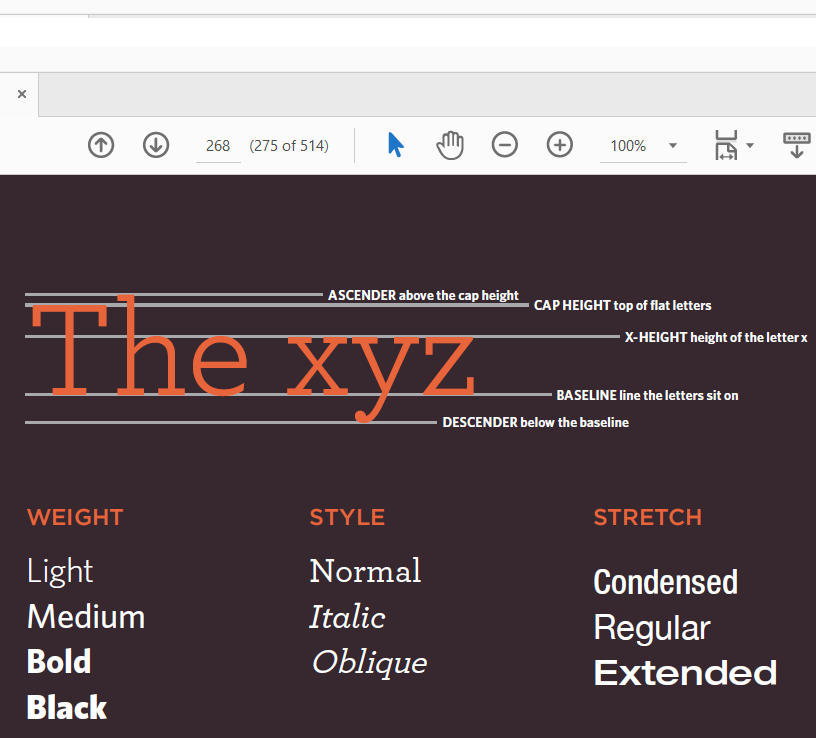 268 (275 of 514) 100%
ASCENDER above the cap height
CAP HEIGHT top of flat letters
The xyz
X-HEIGHT height of the letter x
BASELINE line the letters sit on
DESCENDER below the baseline
WEIGHT
Light
Medium
Bold
Black
STYLE
Normal
Italic
Oblique
STRETCH
Condensed
Regular
Extended